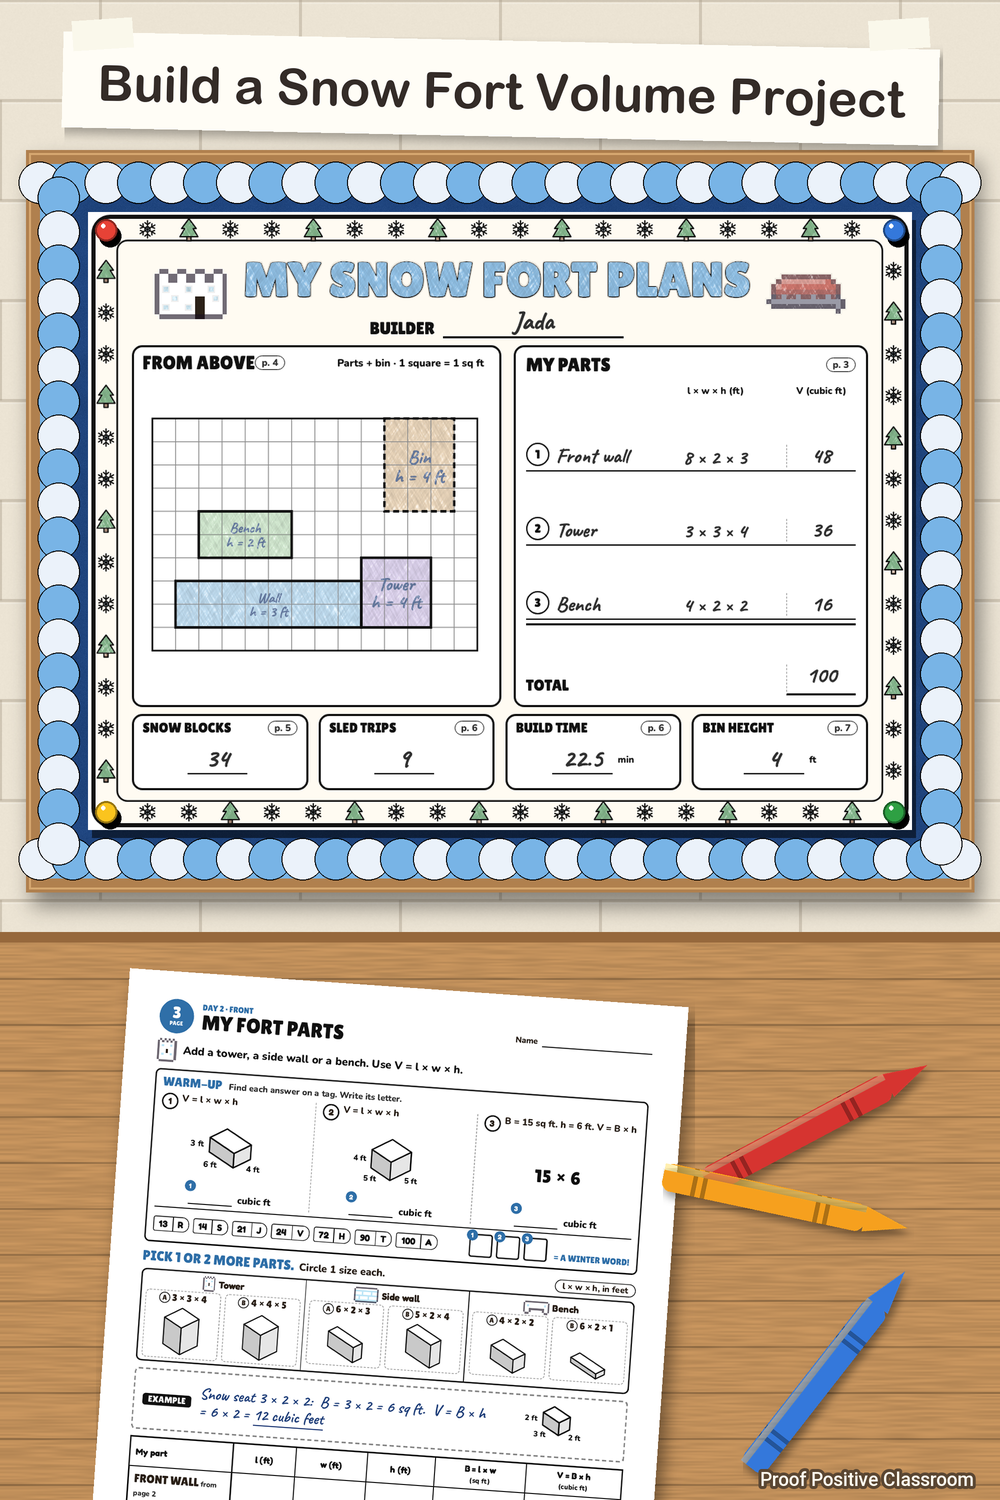 Build a Snow Fort Volume Project
MY SNOW FORT PLANS
BUILDER Jada
FROM ABOVE p. 4 Parts + bin · 1 square = 1 sq ft
Bin
h = 4 ft
Bench
h = 2 ft
Wall
h = 3 ft
Tower
h = 4 ft
MY PARTS p. 3
l × w × h (ft) V (cubic ft)
1 Front wall 8 × 2 × 3 48
2 Tower 3 × 3 × 4 36
3 Bench 4 × 2 × 2 16
TOTAL 100
SNOW BLOCKS p. 5
34
SLED TRIPS p. 6
9
BUILD TIME p. 6
22.5 min
BIN HEIGHT p. 7
4 ft
3
PAGE
DAY 2 · FRONT
MY FORT PARTS
Name
Add a tower, a side wall or a bench. Use V = l × w × h.
WARM-UP Find each answer on a tag. Write its letter.
1 V = l × w × h
3 ft
6 ft 4 ft
1 cubic ft
2 V = l × w × h
4 ft
5 ft 5 ft
2 cubic ft
3 B = 15 sq ft. h = 6 ft. V = B × h
15 × 6
3 cubic ft
13 R 14 S 21 J 24 V 72 H 90 T 100 A
1 2 3 = A WINTER WORD!
PICK 1 OR 2 MORE PARTS. Circle 1 size each.
l × w × h, in feet
Tower
A 3 × 3 × 4 B 4 × 4 × 5
Side wall
A 6 × 2 × 3 B 5 × 2 × 4
Bench
A 4 × 2 × 2 B 6 × 2 × 1
EXAMPLE
Snow seat 3 × 2 × 2: B = 3 × 2 = 6 sq ft. V = B × h
= 6 × 2 = 12 cubic feet
2 ft
3 ft 2 ft
My part l (ft) w (ft) h (ft) B = l × w (sq ft) V = B × h (cubic ft)
FRONT WALL from
page 2
Proof Positive Classroom